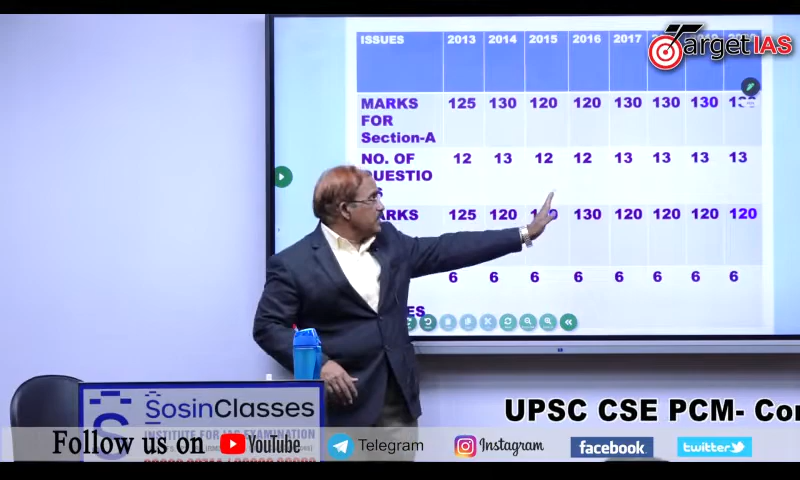 Target IAS
ISSUES 2013 2014 2015 2016 2017
MARKS FOR Section-A 125 130 120 120 130 130 130
NO. OF 12 13 12 12 13 13 13 13
125 120 130 120 120 120 120
6 6 6 6 6 6 6 6
SosinClasses
INSTITUTE FOR IAS EXAMINATION
UPSC CSE PCM- Con
Follow us on YouTube Telegram Instagram facebook twitter